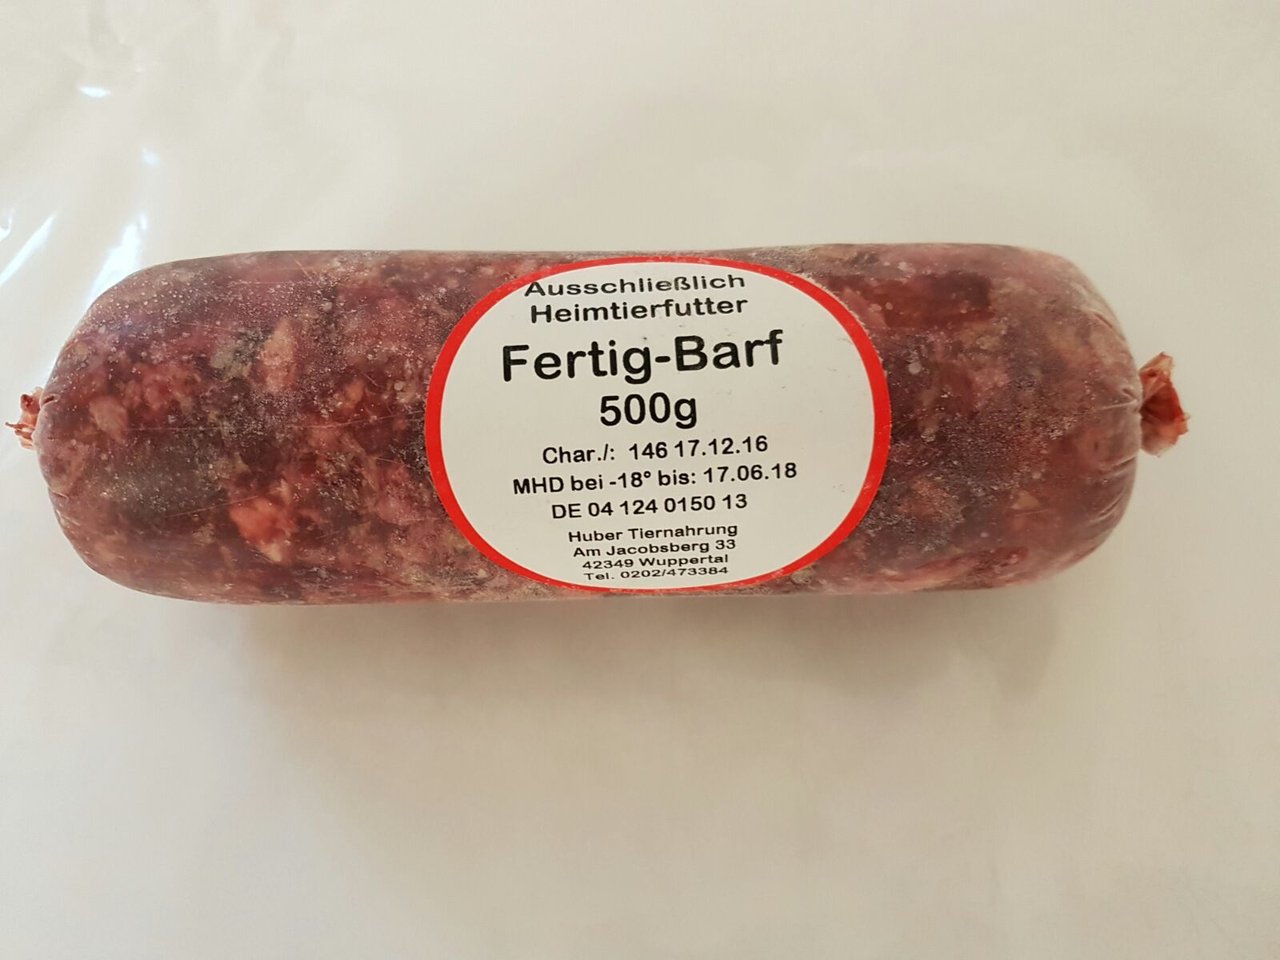 Ausschließlich
Heimtierfutter
Fertig-Barf
500g
Char./: 146 17.12.16
MHD bei -18° bis: 17.06.18
DE 04 124 0150 13
Huber Tiernahrung
Am Jacobsberg 33
42349 Wuppertal
Tel. 0202/473384